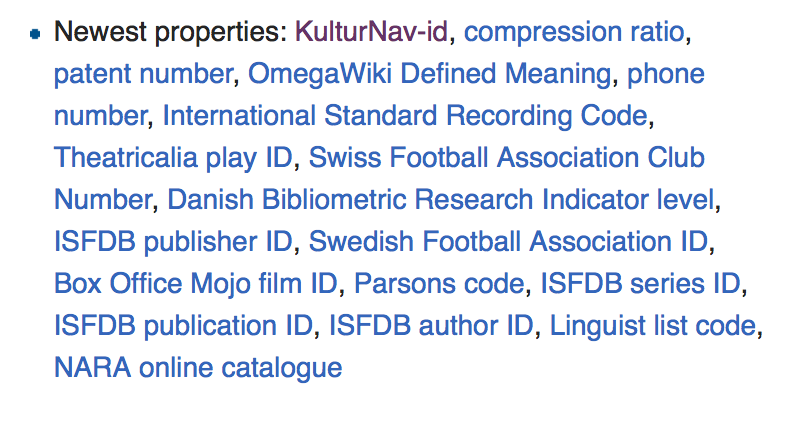 Newest properties: KulturNav-id, compression ratio,
patent number, OmegaWiki Defined Meaning, phone
number, International Standard Recording Code,
Theatricalia play ID, Swiss Football Association Club
Number, Danish Bibliometric Research Indicator level,
ISFDB publisher ID, Swedish Football Association ID,
Box Office Mojo film ID, Parsons code, ISFDB series ID,
ISFDB publication ID, ISFDB author ID, Linguist list code,
NARA online catalogue